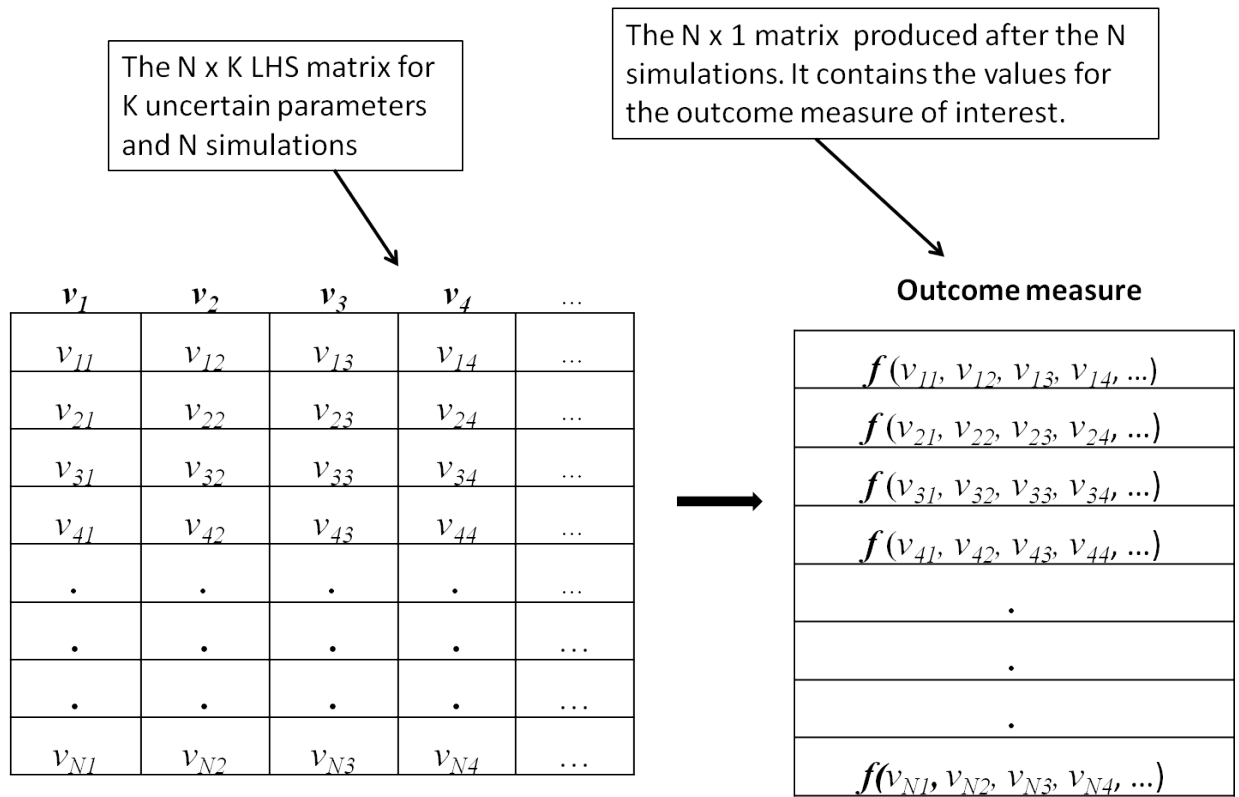 The N x K LHS matrix for
K uncertain parameters
and N simulations
The N x 1 matrix produced after the N
simulations. It contains the values for
the outcome measure of interest.
v1 v2 v3 v4 ...
v11 v12 v13 v14 ...
v21 v22 v23 v24 ...
v31 v32 v33 v34 ...
v41 v42 v43 v44 ...
. . . . ...
. . . . ...
. . . . ...
vN1 vN2 vN3 vN4 ...
Outcome measure
f (v11, v12, v13, v14, ...)
f (v21, v22, v23, v24, ...)
f (v31, v32, v33, v34, ...)
f (v41, v42, v43, v44, ...)
.
.
.
f(vN1, vN2, vN3, vN4, ...)